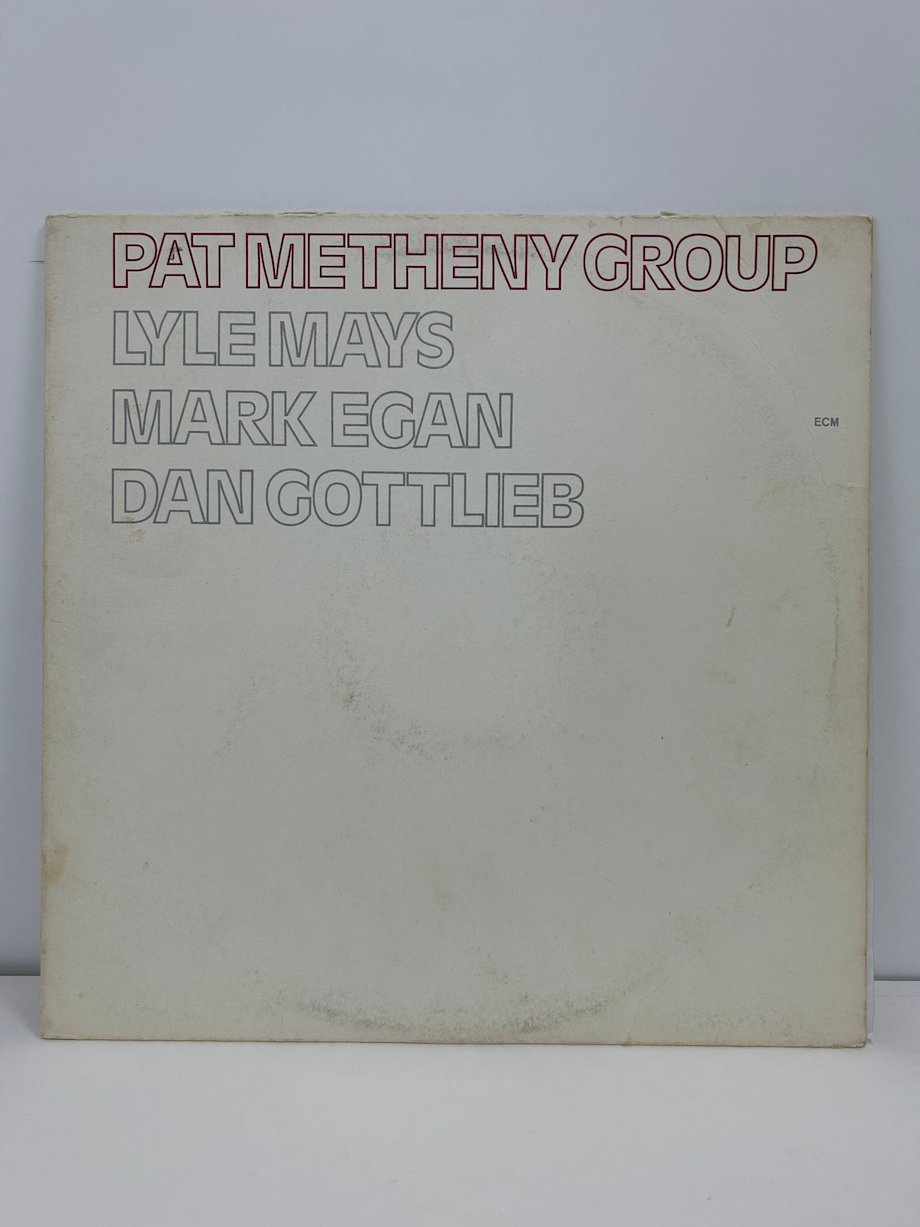 PAT METHENY GROUP
LYLE MAYS
MARK EGAN
ECM
DAN GOTTLIEB